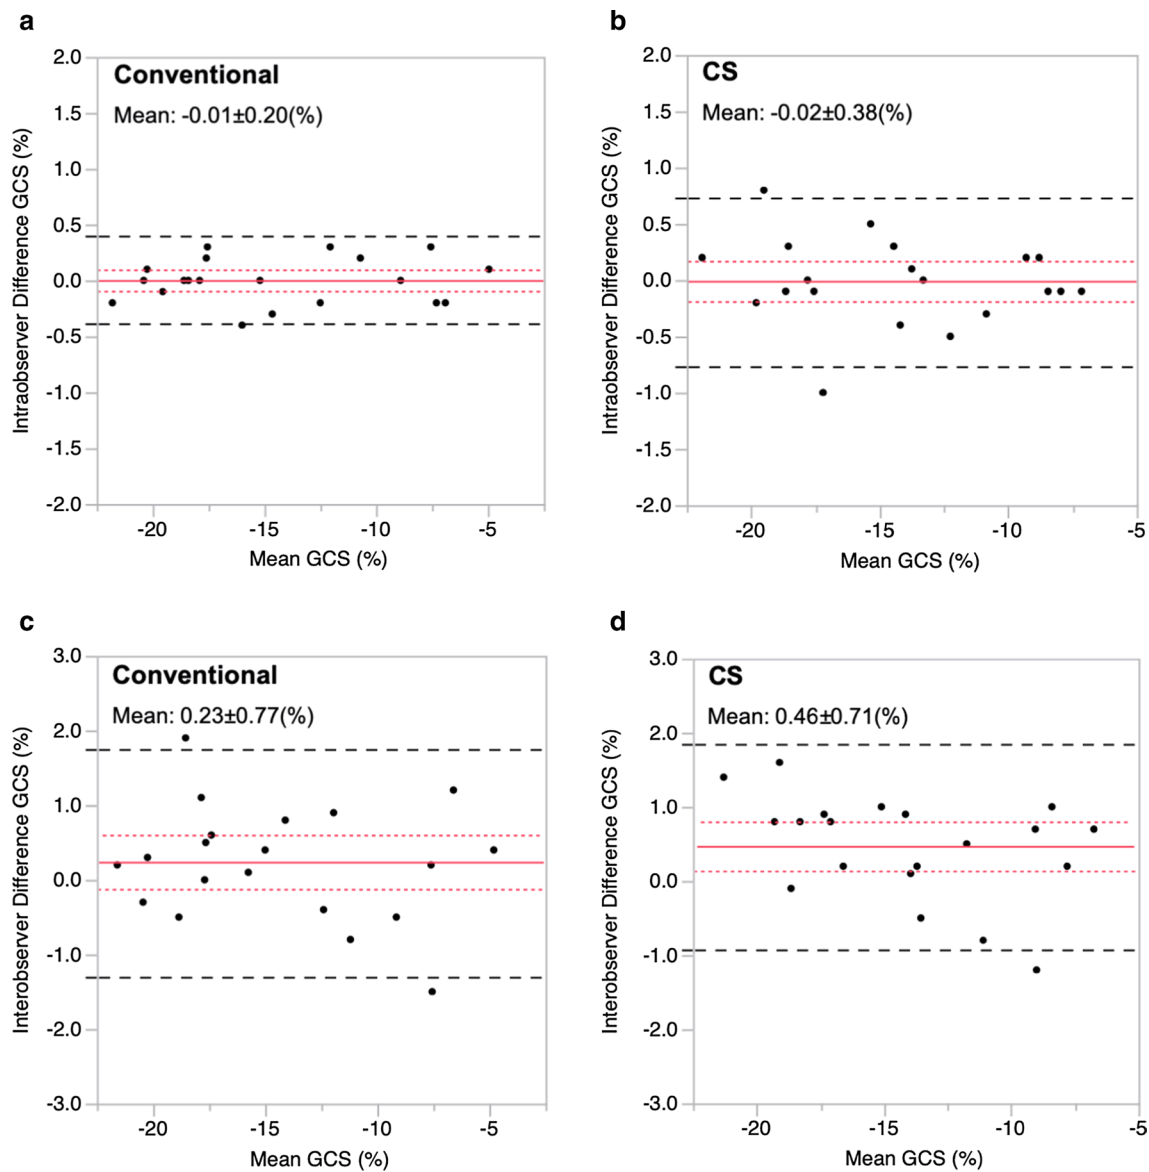 a
Conventional
Mean: -0.01±0.20(%)
Intraobserver Difference GCS (%)
2.0
1.5
1.0
0.5
0.0
-0.5
-1.0
-1.5
-2.0
-20 -15 -10 -5
Mean GCS (%)
b
CS
Mean: -0.02±0.38(%)
Intraobserver Difference GCS (%)
2.0
1.5
1.0
0.5
0.0
-0.5
-1.0
-1.5
-2.0
-20 -15 -10 -5
Mean GCS (%)
c
Conventional
Mean: 0.23±0.77(%)
Interobserver Difference GCS (%)
3.0
2.0
1.0
0.0
-1.0
-2.0
-3.0
-20 -15 -10 -5
Mean GCS (%)
d
CS
Mean: 0.46±0.71(%)
Interobserver Difference GCS (%)
3.0
2.0
1.0
0.0
-1.0
-2.0
-3.0
-20 -15 -10 -5
Mean GCS (%)